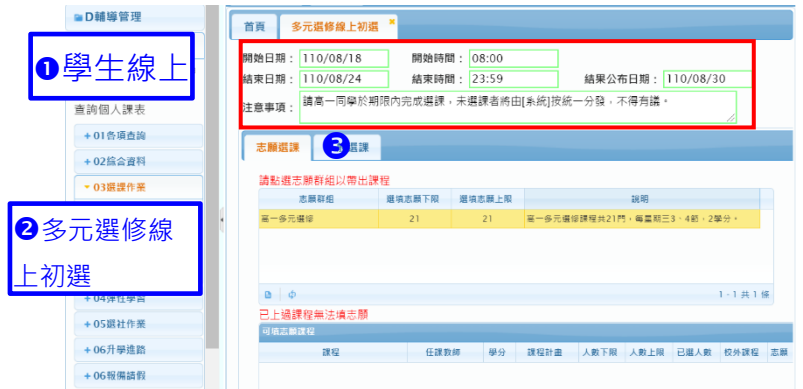 D輔導管理
❶學生線上
查詢個人課表
+01各項查詢
+02綜合資料
03選課作業
❷多元選修線
上初選
+04彈性學習
+05選社作業
+06升學進路
+06報備請假
首頁 多元選修線上初選
開始日期： 110/08/18 開始時間： 08:00
結束日期： 110/08/24 結束時間： 23:59 結果公布日期： 110/08/30
注意事項： 請高一同學於期限內完成選課，未選課者將由[系統]按統一分發，不得有議。
志願選課 ❸選課
請點選志願群組以帶出課程
志願群組 選填志願下限 選填志願上限 說明
高一多元選修 21 21 高一多元選修課程共21門，每星期三3、4節，2學分。
1 - 1 共 1 條
已上過課程無法填志願
可填志願課程
課程 任課教師 學分 課程計畫 人數下限 人數上限 已選人數 校外課程 志願